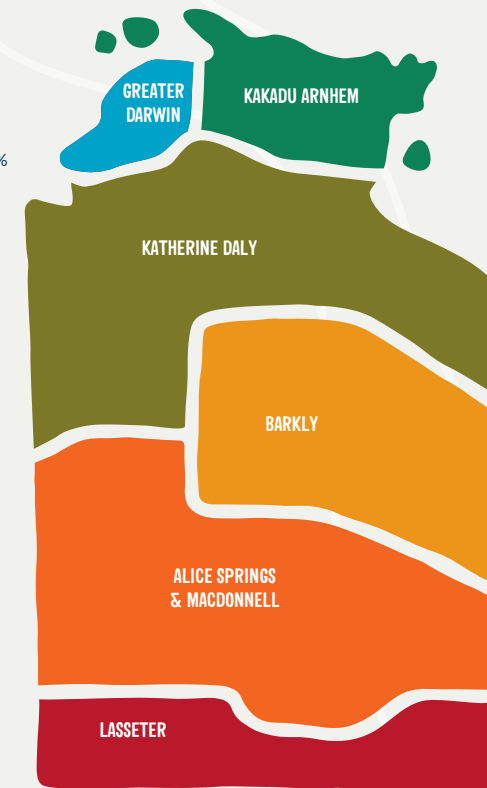 GREATER
DARWIN
KAKADU ARNHEM
%
KATHERINE DALY
BARKLY
ALICE SPRINGS
& MACDONNELL
LASSETER